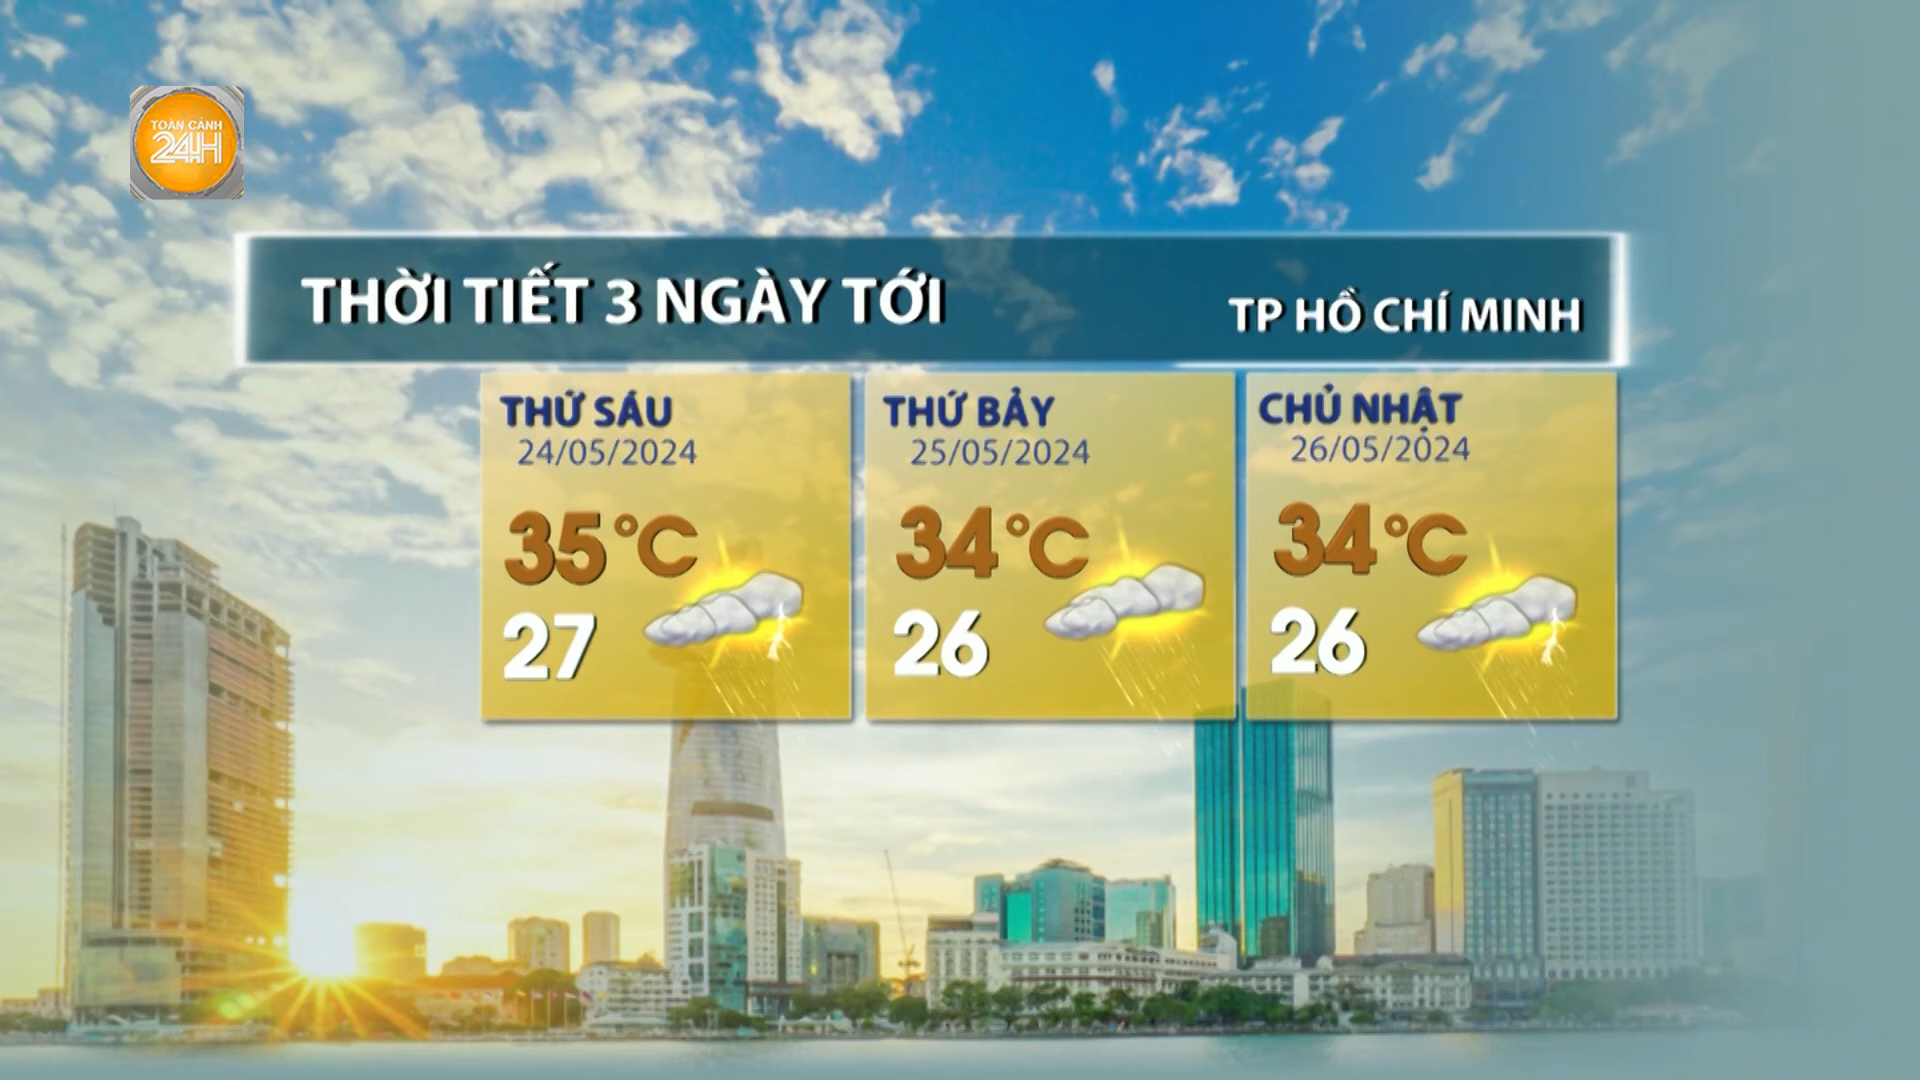 TOÀN CẢNH
24H
THỜI TIẾT 3 NGÀY TỚI
TP HỒ CHÍ MINH
THỨ SÁU
24/05/2024
35°C
27
THỨ BẢY
25/05/2024
34°C
26
CHỦ NHẬT
26/05/2024
34°C
26